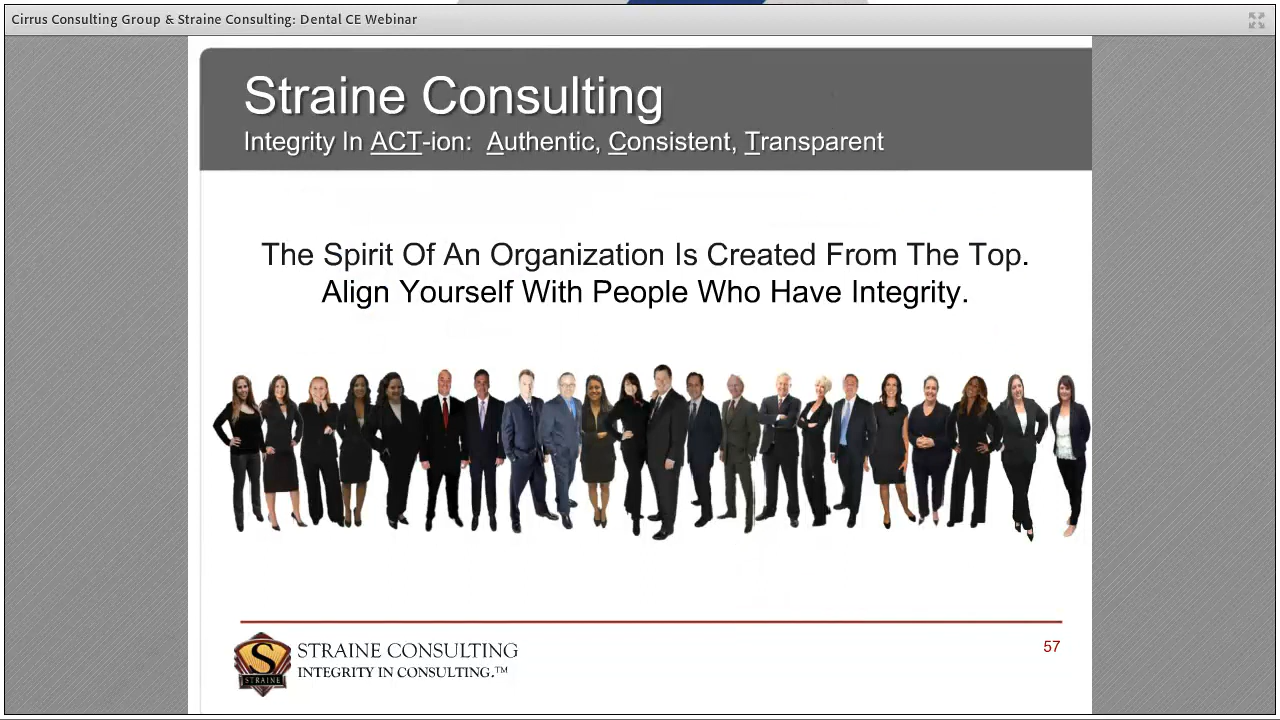 Cirrus Consulting Group & Straine Consulting: Dental CE Webinar
Straine Consulting
Integrity In ACT-ion:  Authentic, Consistent, Transparent
The Spirit Of An Organization Is Created From The Top.
Align Yourself With People Who Have Integrity.
S
STRAINE
STRAINE CONSULTING
INTEGRITY IN CONSULTING.™
57